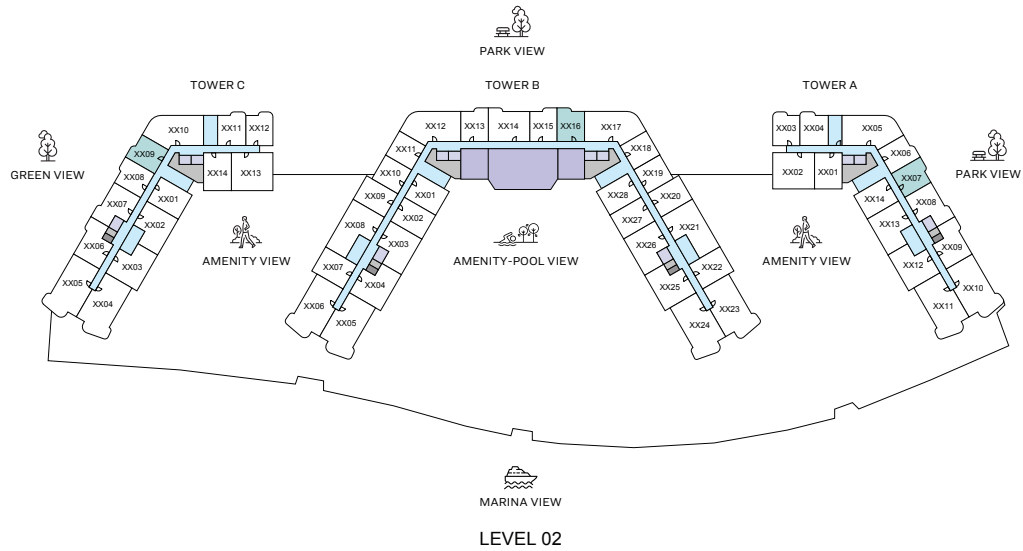 PARK VIEW
TOWER C
TOWER B
TOWER A
GREEN VIEW
PARK VIEW
XX10
XX11
XX12
XX09
XX08
XX14
XX13
XX07
XX01
XX06
XX02
XX05
XX03
XX04
AMENITY VIEW
XX12
XX13
XX14
XX15
XX16
XX17
XX11
XX18
XX10
XX19
XX09
XX01
XX28
XX20
XX08
XX02
XX27
XX21
XX07
XX03
XX26
XX22
XX06
XX04
XX25
XX23
XX05
XX24
AMENITY-POOL VIEW
XX03
XX04
XX05
XX02
XX01
XX06
XX07
XX14
XX08
XX13
XX09
XX12
XX10
XX11
AMENITY VIEW
MARINA VIEW
LEVEL 02